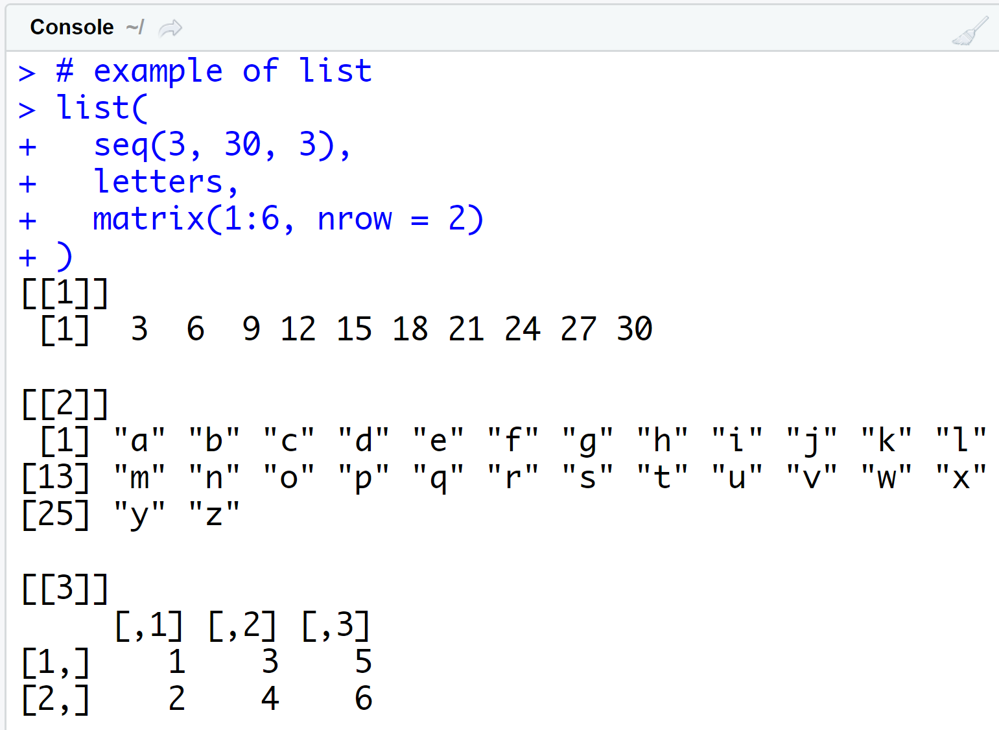 Console ~/
> # example of list
> list(
+   seq(3, 30, 3),
+   letters,
+   matrix(1:6, nrow = 2)
+ )
[[1]]
 [1]  3  6  9 12 15 18 21 24 27 30
[[2]]
 [1] "a" "b" "c" "d" "e" "f" "g" "h" "i" "j" "k" "l"
[13] "m" "n" "o" "p" "q" "r" "s" "t" "u" "v" "w" "x"
[25] "y" "z"
[[3]]
     [,1] [,2] [,3]
[1,]    1    3    5
[2,]    2    4    6